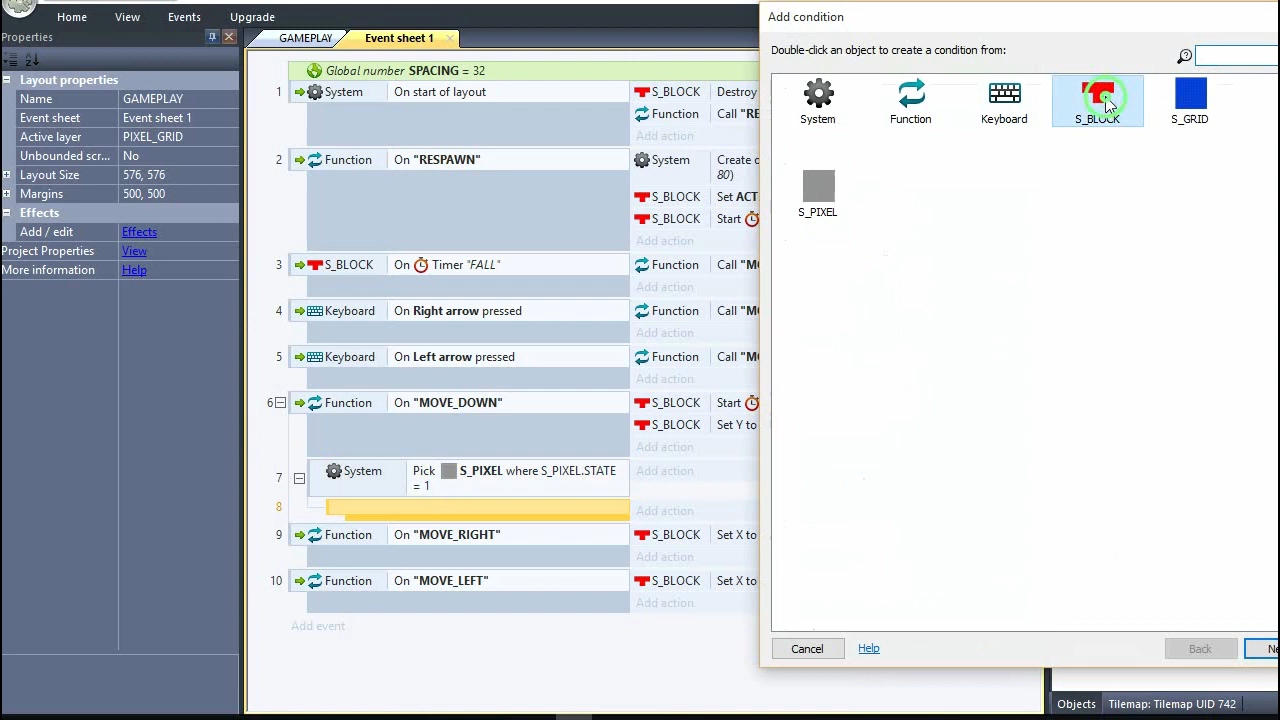 Home View Events Upgrade
Add condition
Properties
GAMEPLAY Event sheet 1
Double-click an object to create a condition from:
Layout properties
Name GAMEPLAY
Event sheet Event sheet 1
Active layer PIXEL_GRID
Unbounded scr... No
Layout Size 576, 576
Margins 500, 500
Effects
Add / edit Effects
Project Properties View
More information Help
Global number SPACING = 32
1 System On start of layout S_BLOCK Destroy
Function Call "RE
Add action
2 Function On "RESPAWN" System Create o
80)
S_BLOCK Set ACT
S_BLOCK Start
Add action
3 S_BLOCK On Timer "FALL" Function Call "MO
Add action
4 Keyboard On Right arrow pressed Function Call "MO
Add action
5 Keyboard On Left arrow pressed Function Call "MO
Add action
6 Function On "MOVE_DOWN" S_BLOCK Start
S_BLOCK Set Y to
Add action
7 System Pick S_PIXEL where S_PIXEL.STATE
= 1
Add action
8 Add action
9 Function On "MOVE_RIGHT" S_BLOCK Set X to
Add action
10 Function On "MOVE_LEFT" S_BLOCK Set X to
Add action
Add event
System Function Keyboard S_BLOCK S_GRID
S_PIXEL
Cancel Help Back Ne
Objects Tilemap: Tilemap UID 742